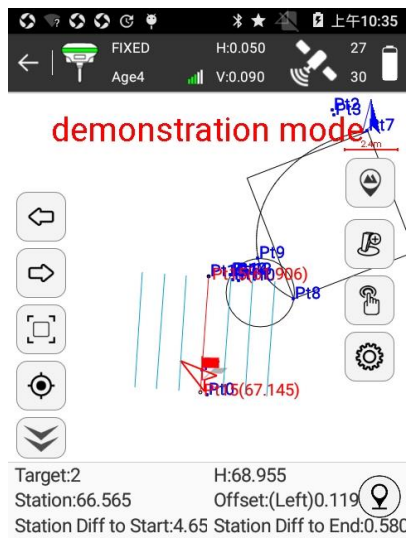 上午10:35
FIXED
H:0.050
27
Age4
V:0.090
30
demonstration mode
Pt3
Pt7
2.4m
Pt9
Pt8
Pt0
(67.145)
Target:2
H:68.955
Station:66.565
Offset:(Left)0.119
Station Diff to Start:4.65
Station Diff to End:0.580